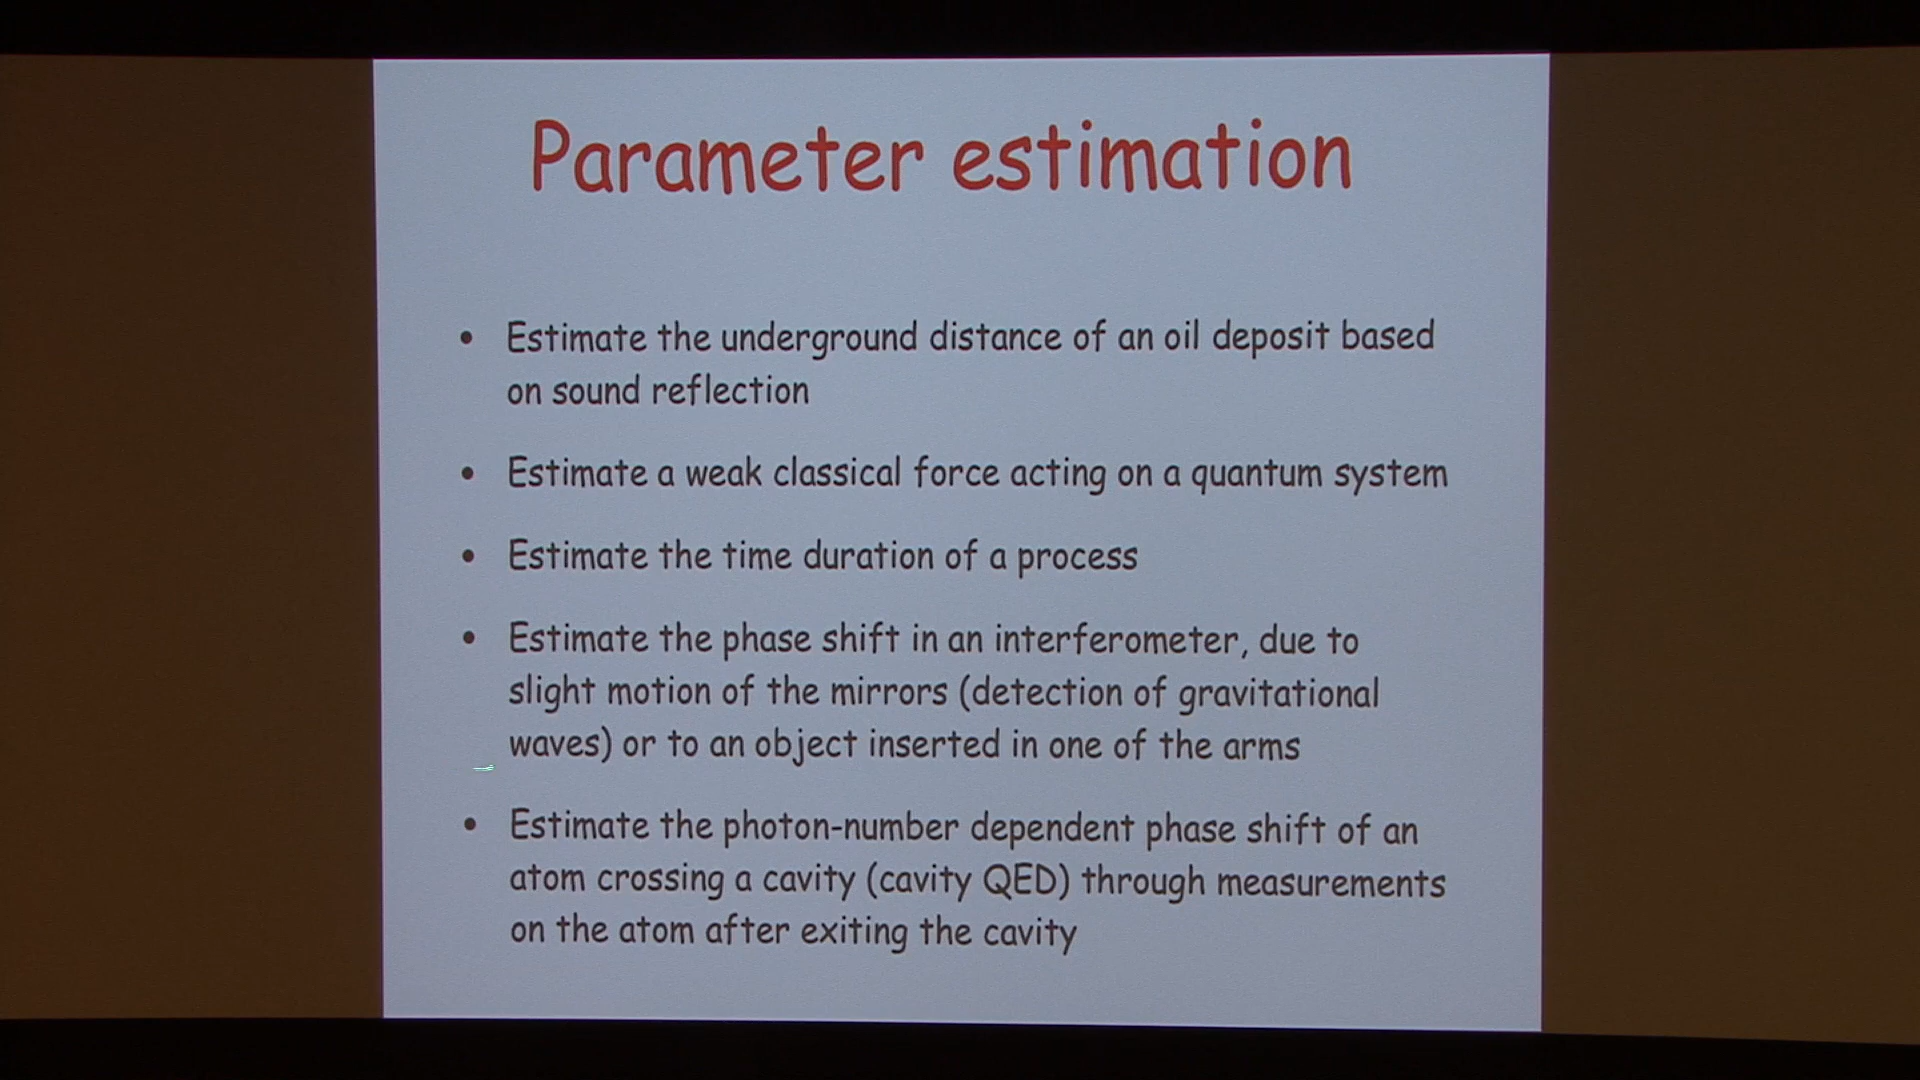 Parameter estimation
• Estimate the underground distance of an oil deposit based
on sound reflection
• Estimate a weak classical force acting on a quantum system
• Estimate the time duration of a process
• Estimate the phase shift in an interferometer, due to
slight motion of the mirrors (detection of gravitational
waves) or to an object inserted in one of the arms
• Estimate the photon-number dependent phase shift of an
atom crossing a cavity (cavity QED) through measurements
on the atom after exiting the cavity